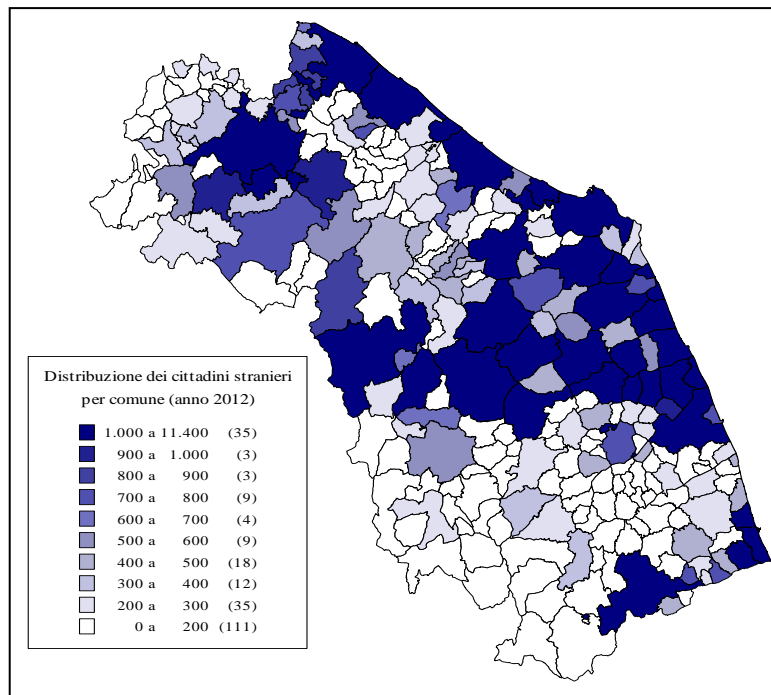 Distribuzione dei cittadini stranieri
per comune (anno 2012)
1.000 a 11.400 (35)
900 a 1.000 (3)
800 a 900 (3)
700 a 800 (9)
600 a 700 (4)
500 a 600 (9)
400 a 500 (18)
300 a 400 (12)
200 a 300 (35)
0 a 200 (111)